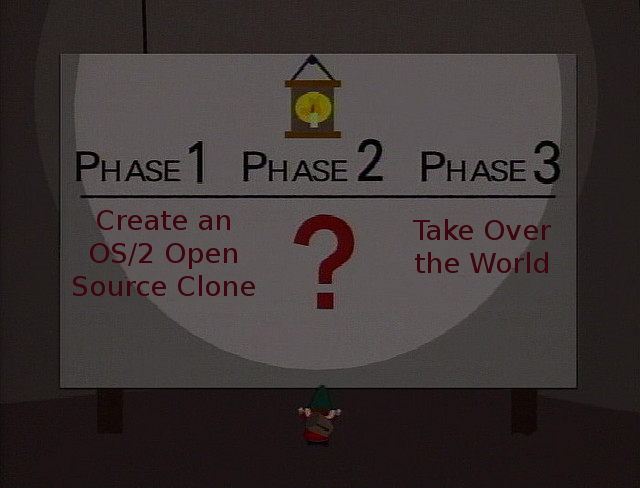 PHASE 1 PHASE 2 PHASE 3
Create an
OS/2 Open
Source Clone
?
Take Over
the World